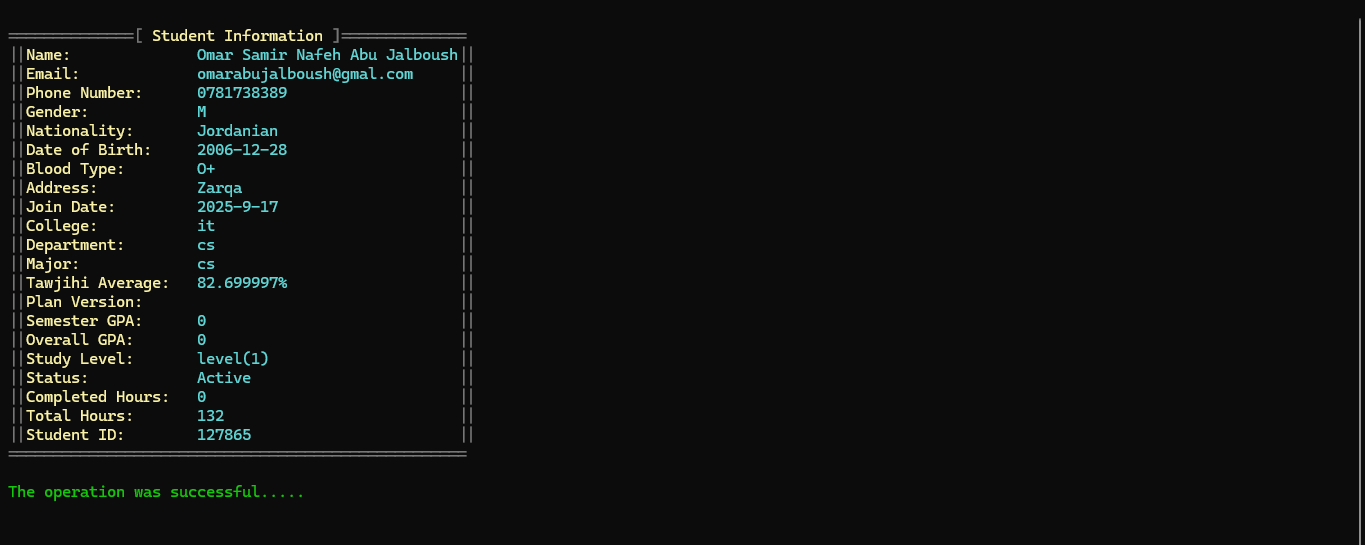 ══════════════[ Student Information ]══════════════
||Name: Omar Samir Nafeh Abu Jalboush||
||Email: omarabujalboush@gmal.com ||
||Phone Number: 0781738389 ||
||Gender: M ||
||Nationality: Jordanian ||
||Date of Birth: 2006-12-28 ||
||Blood Type: O+ ||
||Address: Zarqa ||
||Join Date: 2025-9-17 ||
||College: it ||
||Department: cs ||
||Major: cs ||
||Tawjihi Average: 82.699997% ||
||Plan Version: ||
||Semester GPA: 0 ||
||Overall GPA: 0 ||
||Study Level: level(1) ||
||Status: Active ||
||Completed Hours: 0 ||
||Total Hours: 132 ||
||Student ID: 127865 ||
═══════════════════════════════════════════════════
The operation was successful.....